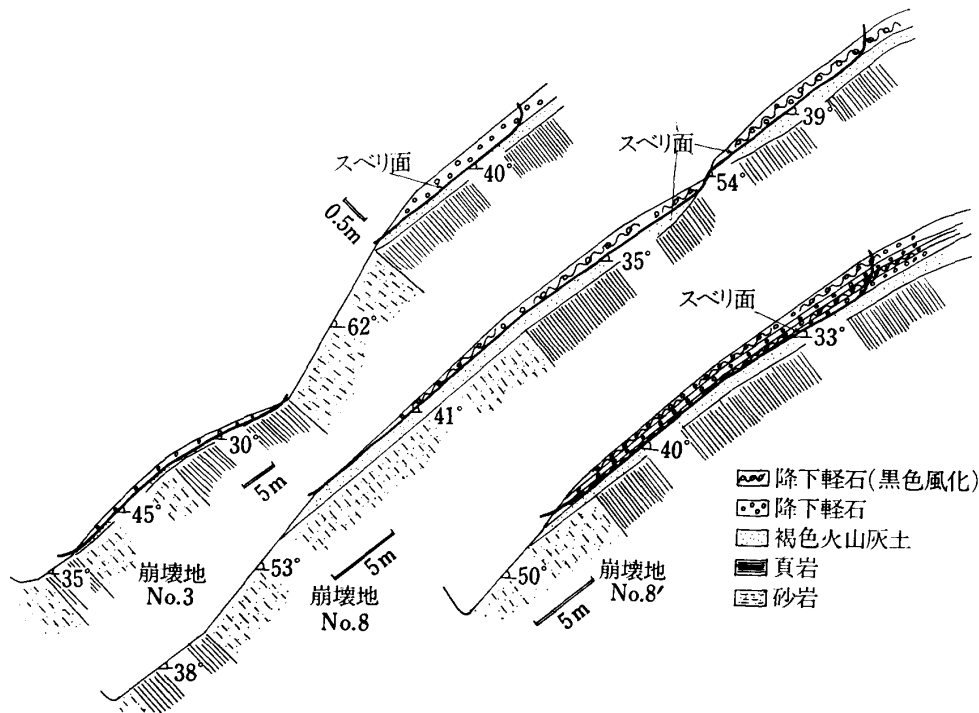 スベリ面
40°
0.5m
62°
30°
5m
45°
35°
崩壊地
No.3
スベリ面
39°
54°
35°
41°
5m
53°
38°
崩壊地
No.8
スベリ面
33°
40°
50°
5m
崩壊地
No.8′
降下軽石(黒色風化)
降下軽石
褐色火山灰土
頁岩
砂岩